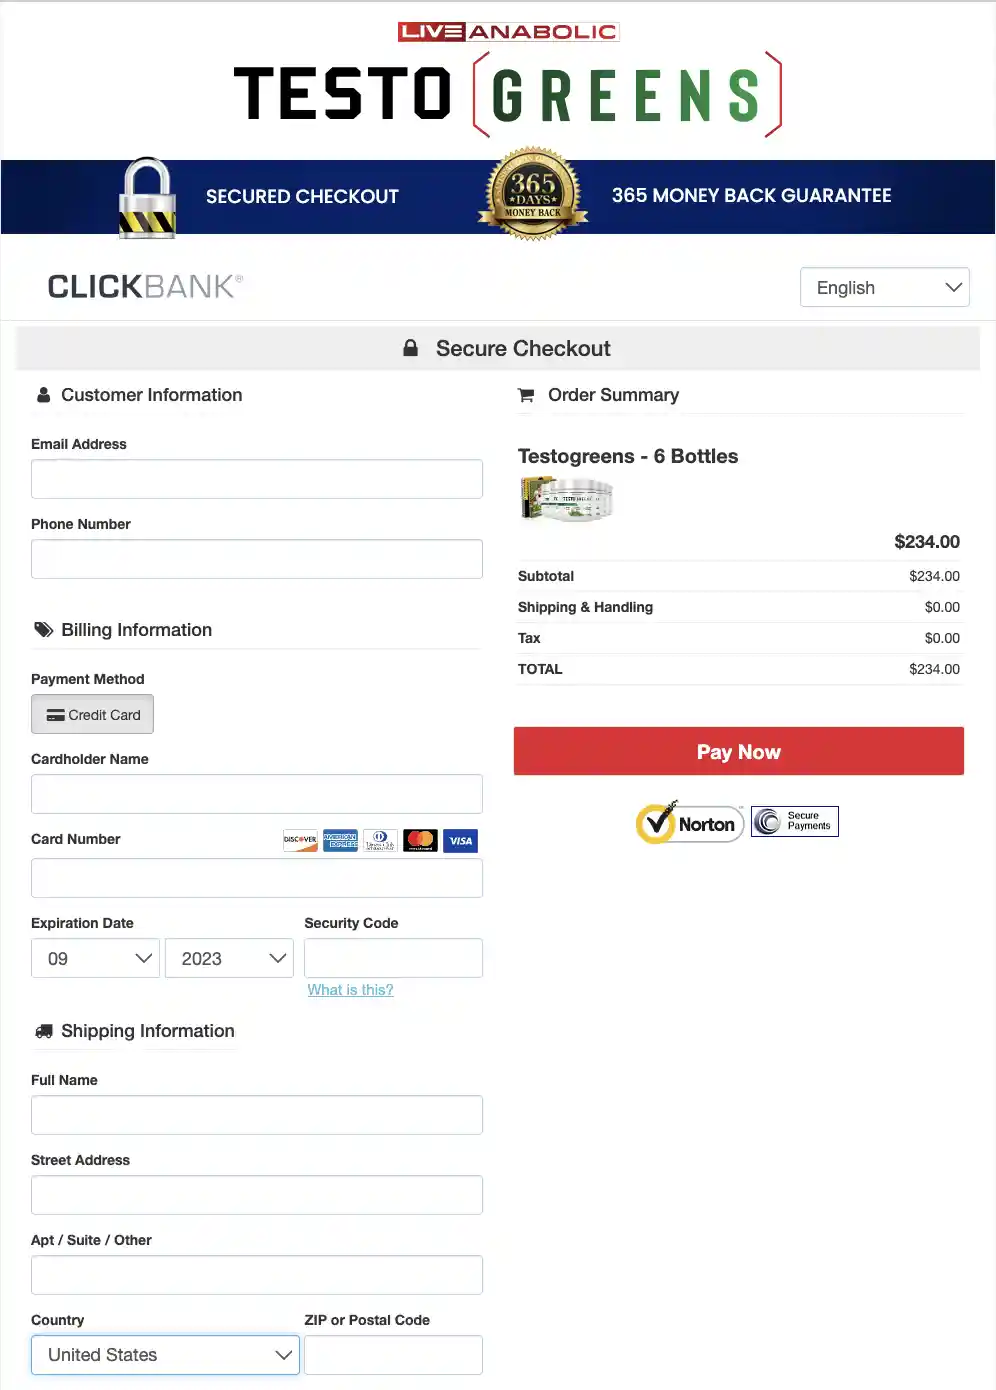 LIVEANABOLIC
TESTO [GREENS]
SECURED CHECKOUT
365
DAYS
MONEY BACK
365 MONEY BACK GUARANTEE
CLICKBANK®
English
Secure Checkout
Customer Information
Email Address
Phone Number
Billing Information
Payment Method
Credit Card
Cardholder Name
Card Number
DISCOVER
AMERICAN EXPRESS
VISA
Expiration Date
Security Code
09
2023
What is this?
Shipping Information
Full Name
Street Address
Apt / Suite / Other
Country
ZIP or Postal Code
United States
Order Summary
Testogreens - 6 Bottles
$234.00
Subtotal $234.00
Shipping & Handling $0.00
Tax $0.00
TOTAL $234.00
Pay Now
Norton
Secure
Payments